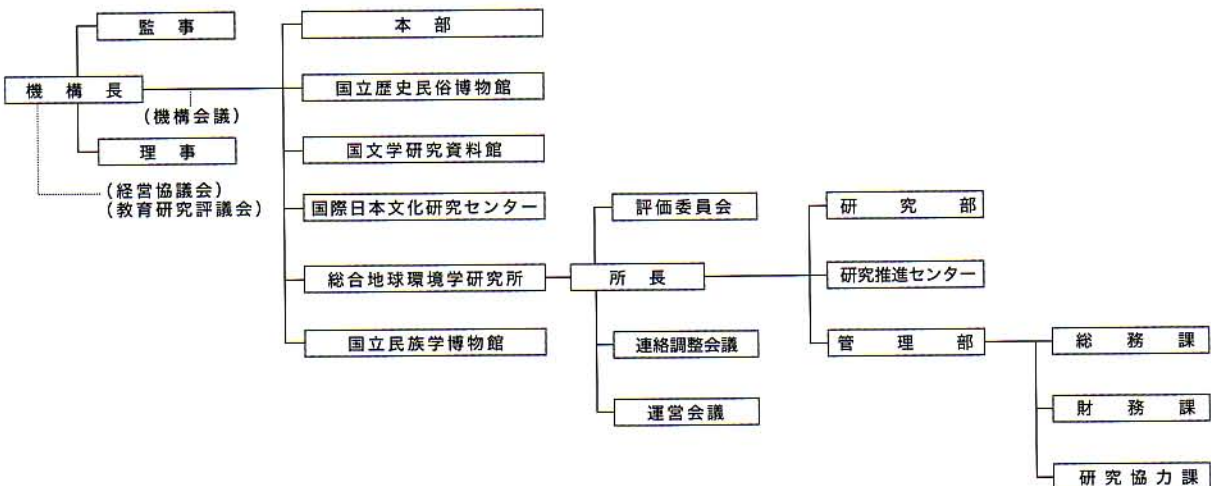 監事
機構長
(機構会議)
理事
(経営協議会)
(教育研究評議会)
本部
国立歴史民俗博物館
国文学研究資料館
国際日本文化研究センター
総合地球環境学研究所
国立民族学博物館
評価委員会
所長
連絡調整会議
運営会議
研究部
研究推進センター
管理部
総務課
財務課
研究協力課